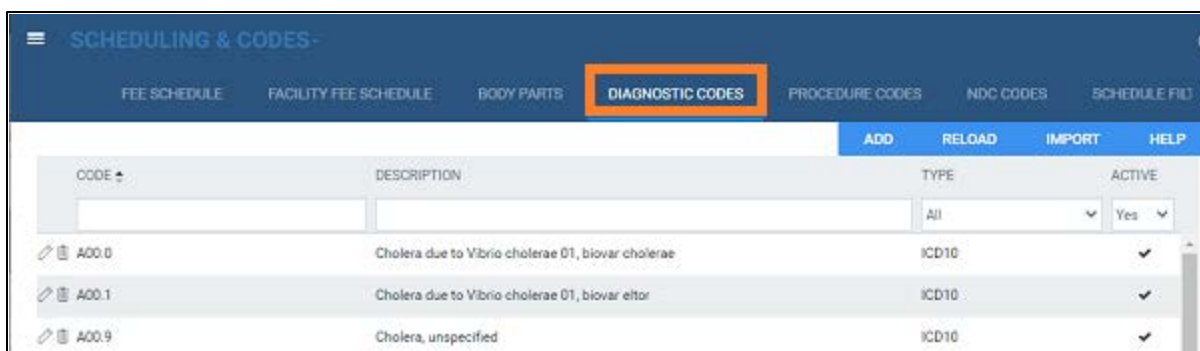 SCHEDULING & CODES-
FEE SCHEDULE FACILITY FEE SCHEDULE BODY PARTS DIAGNOSTIC CODES PROCEDURE CODES NDC CODES SCHEDULE FILT
ADD RELOAD IMPORT HELP
CODE DESCRIPTION TYPE ACTIVE
All Yes
A00.0 Cholera due to Vibrio cholerae 01, biovar cholerae ICD10
A00.1 Cholera due to Vibrio cholerae 01, biovar eltor ICD10
A00.9 Cholera, unspecified ICD10